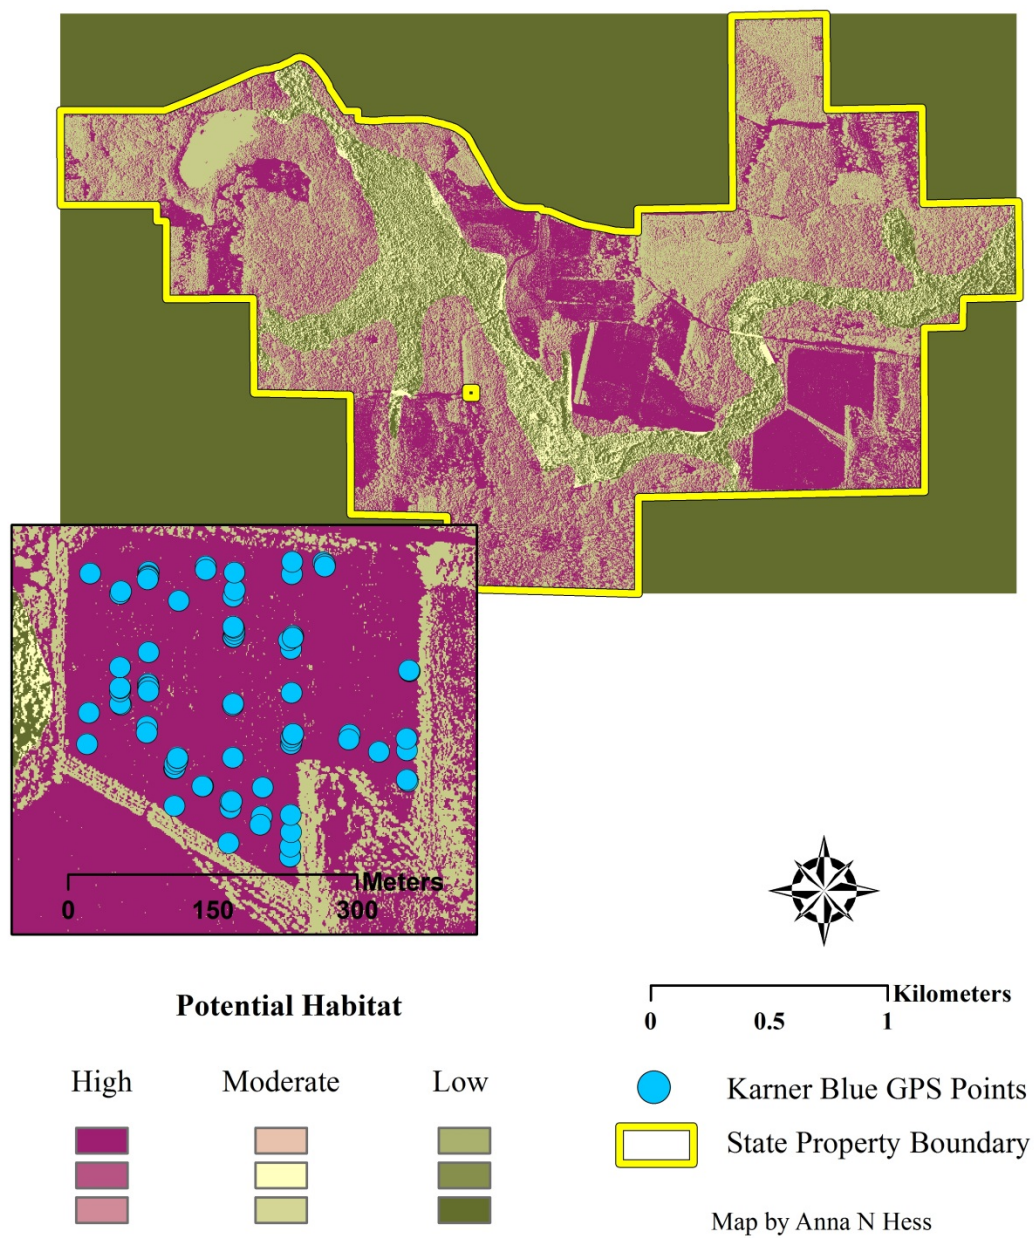 Meters
0 150 300
Potential Habitat
High Moderate Low
Kilometers
0 0.5 1
Karner Blue GPS Points
State Property Boundary
Map by Anna N Hess